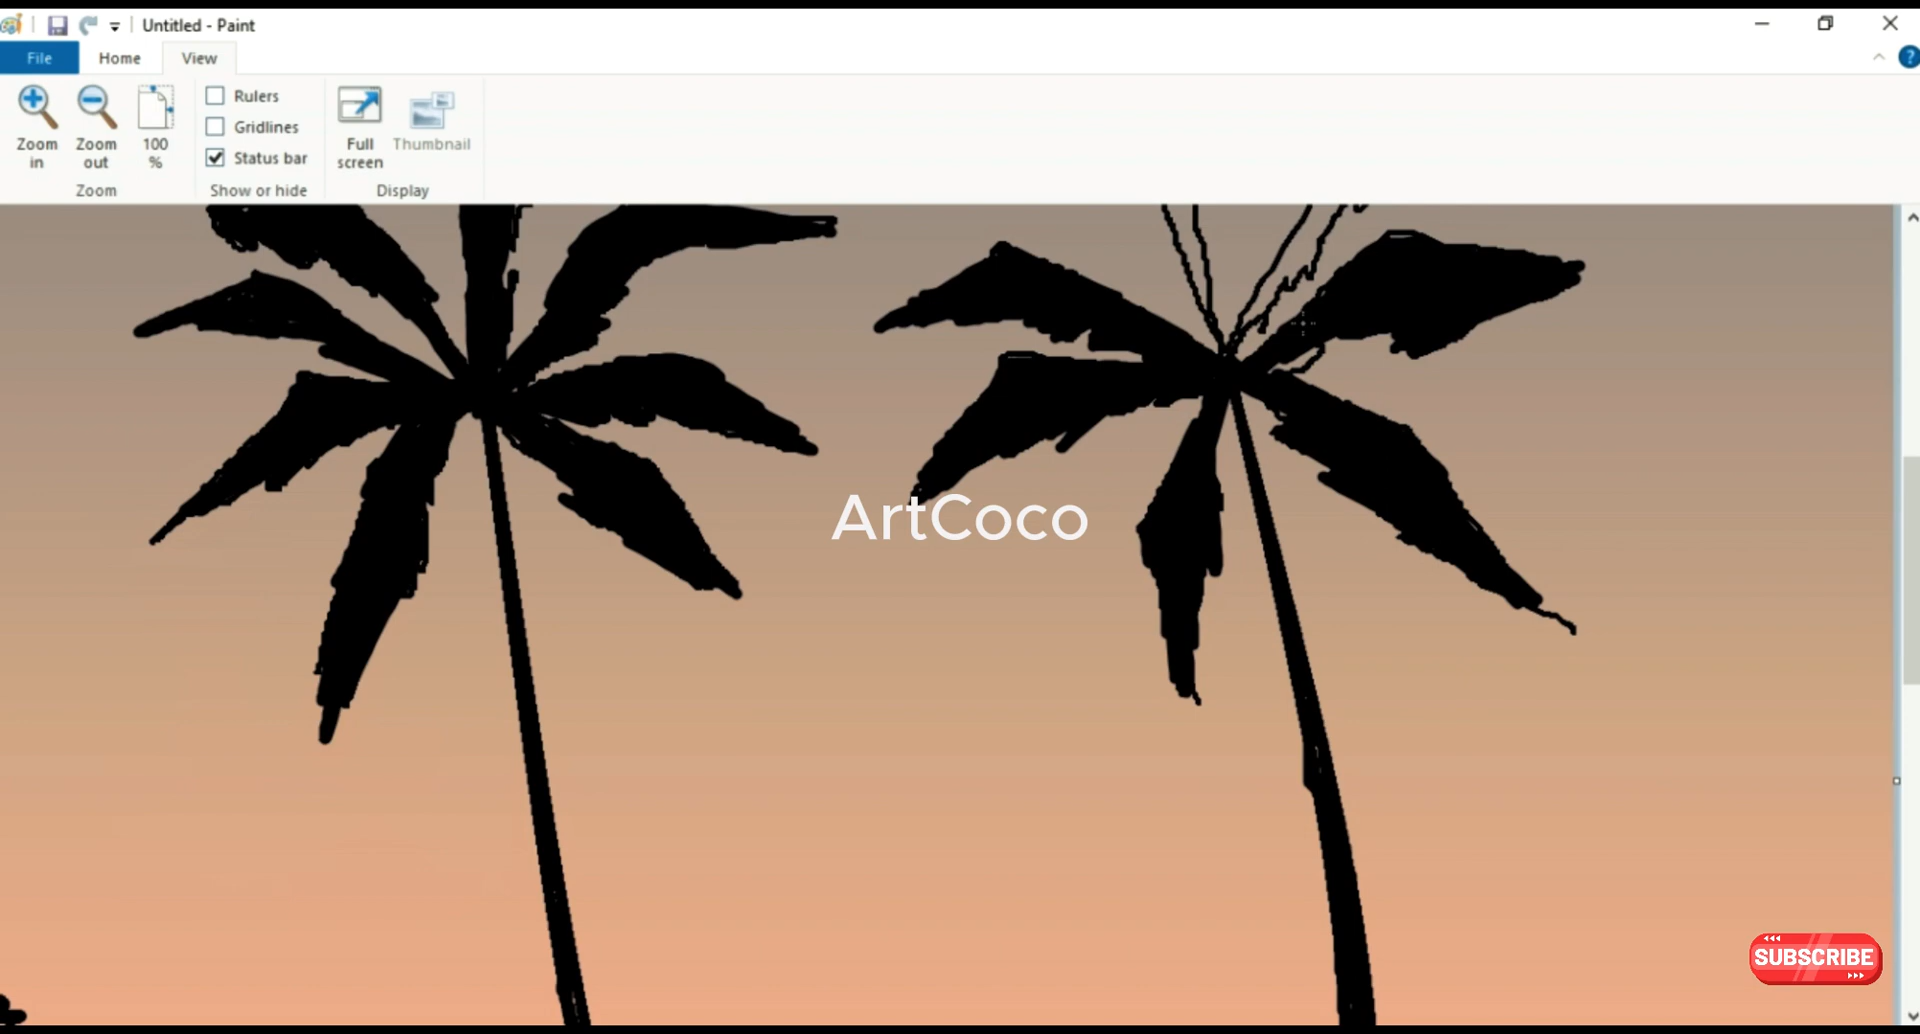 Untitled - Paint
File Home View
Zoom in
Zoom out
100 %
Rulers
Gridlines
Status bar
Full screen
Thumbnail
Zoom
Show or hide
Display
ArtCoco
SUBSCRIBE